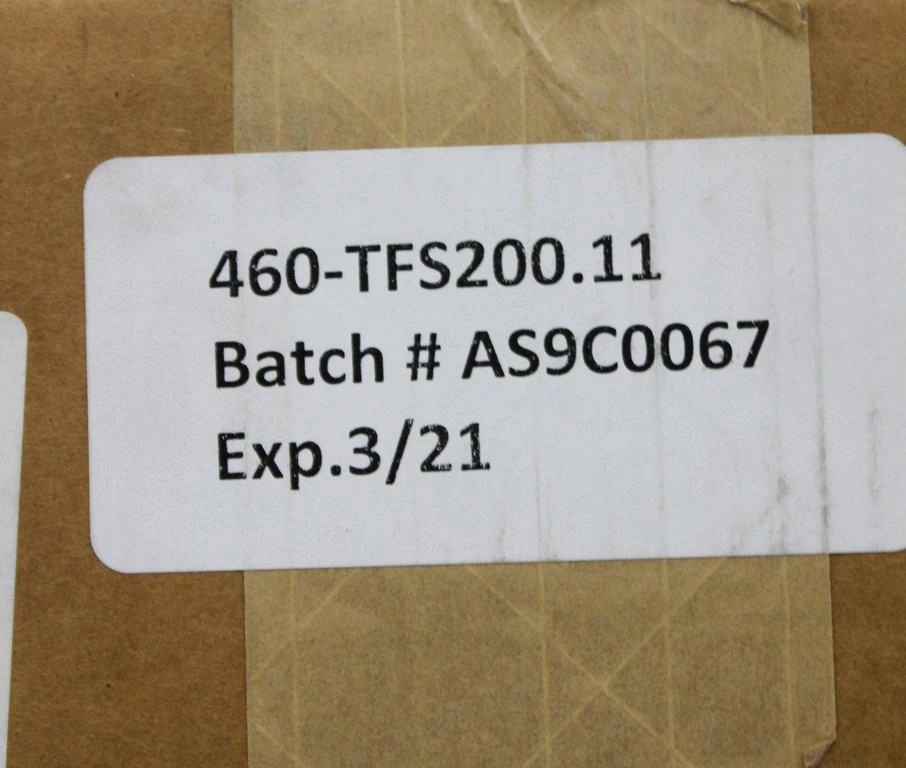 460-TFS200.11
Batch # AS9C0067
Exp.3/21